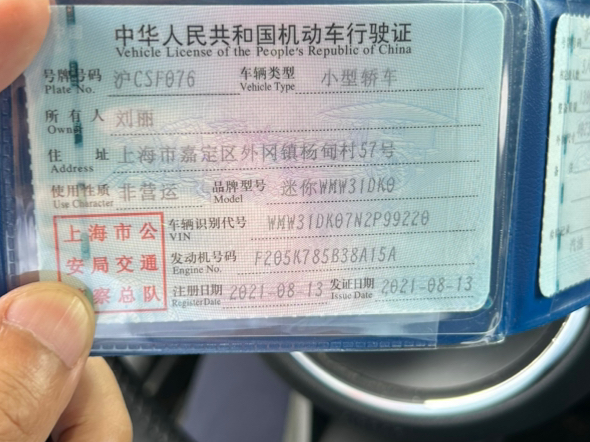 中华人民共和国机动车行驶证
Vehicle License of the People's Republic of China
号牌号码 沪CSF076 车辆类型 小型轿车
Plate No. Vehicle Type
所有人 刘丽
Owner
住址 上海市嘉定区外冈镇杨甸村57号
Address
使用性质 非营运 品牌型号 迷你WMW31DK0
Use Character Model
上海市公
安局交通
察总队
车辆识别代号 WMW31DK07N2P99220
VIN
发动机号码 F205K785B38A15A
Engine No.
注册日期 2021-08-13 发证日期 2021-08-13
Register Date Issue Date